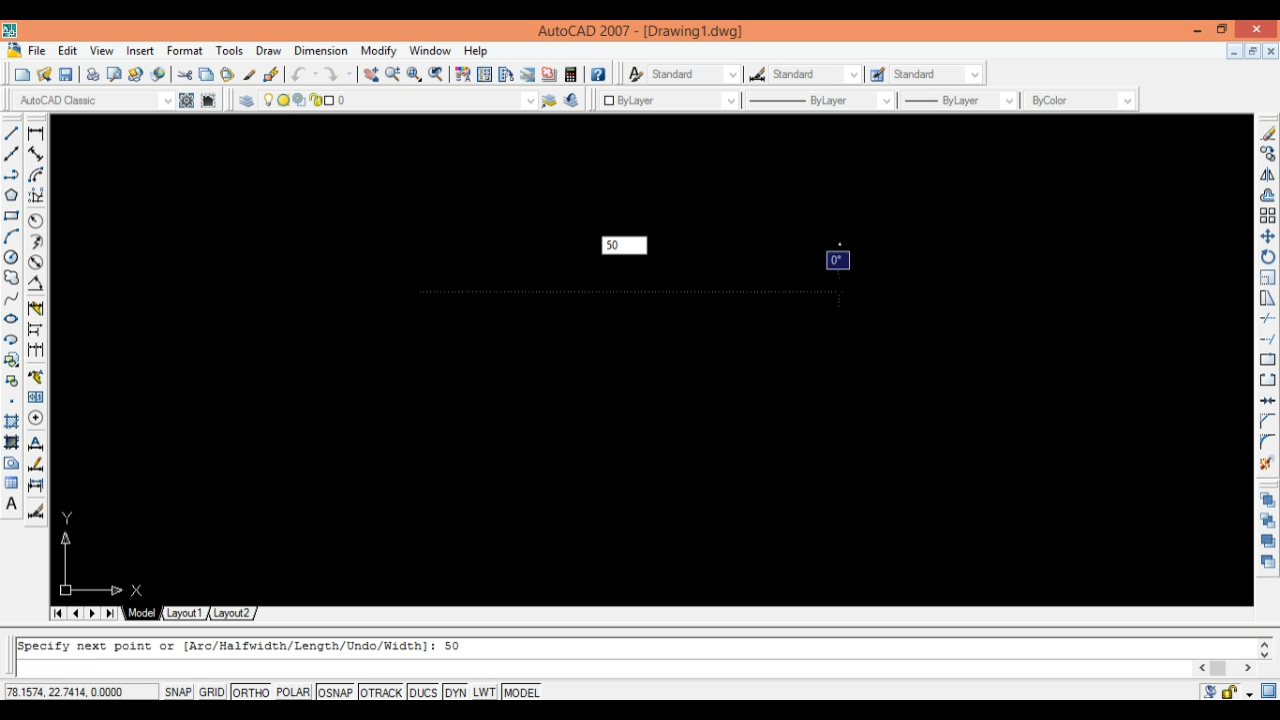 AutoCAD 2007 - [Drawing1.dwg]
File Edit View Insert Format Tools Draw Dimension Modify Window Help
Standard Standard Standard
AutoCAD Classic 0 ByLayer ByLayer ByLayer ByColor
50
0°
Y
X
A
Model Layout1 Layout2
Specify next point or [Arc/Halfwidth/Length/Undo/Width]: 50
78.1574, 22.7414, 0.0000 SNAP GRID ORTHO POLAR OSNAP OTRACK DUCS DYN LWT MODEL